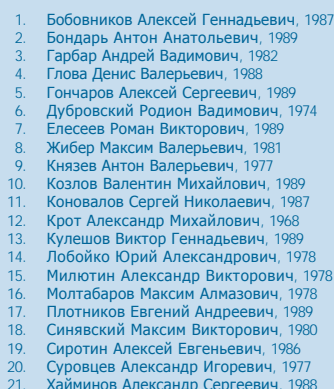 1. Бобовников Алексей Геннадьевич, 1987
2. Бондарь Антон Анатольевич, 1989
3. Гарбар Андрей Вадимович, 1982
4. Глова Денис Валерьевич, 1988
5. Гончаров Алексей Сергеевич, 1989
6. Дубровский Родион Вадимович, 1974
7. Елесеев Роман Викторович, 1989
8. Жибер Максим Валерьевич, 1981
9. Князев Антон Валерьевич, 1977
10. Козлов Валентин Михайлович, 1989
11. Коновалов Сергей Николаевич, 1987
12. Крот Александр Михайлович, 1968
13. Кулешов Виктор Геннадьевич, 1989
14. Лобойко Юрий Александрович, 1978
15. Милютин Александр Викторович, 1978
16. Молтабаров Максим Алмазович, 1978
17. Плотников Евгений Андреевич, 1989
18. Синявский Максим Викторович, 1980
19. Сиротин Алексей Евгеньевич, 1986
20. Суровцев Александр Игоревич, 1977
21. Хайминов Александр Сергеевич, 1988